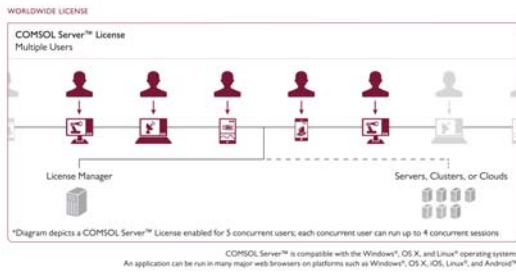 WORLDWIDE LICENSE
COMSOL Server™ License
Multiple Users
License Manager
Servers, Clusters, or Clouds
*Diagram depicts a COMSOL Server™ License enabled for 5 concurrent users; each concurrent user can run up to 4 concurrent sessions
COMSOL Server™ is compatible with the Windows®, OS X, and Linux® operating system
An application can be run in many major web browsers on platforms such as Windows®, OS X, iOS, Linux®, and Android™